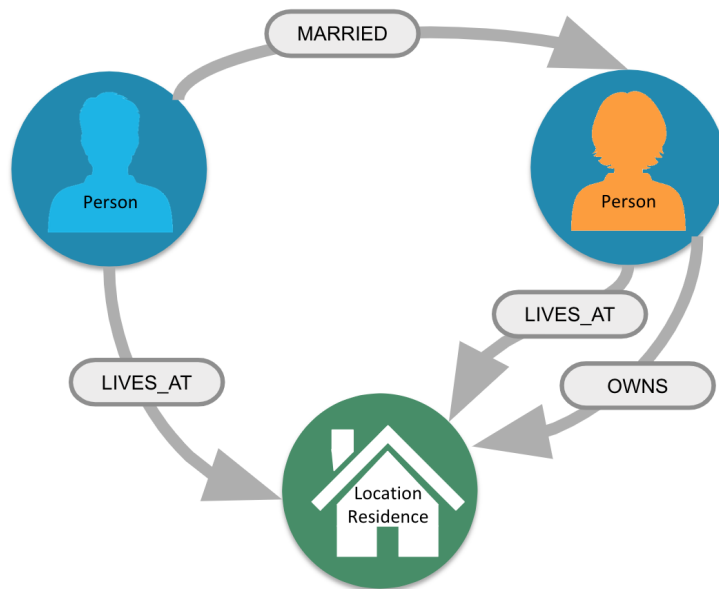 MARRIED
Person
Person
LIVES_AT
LIVES_AT
OWNS
Location
Residence